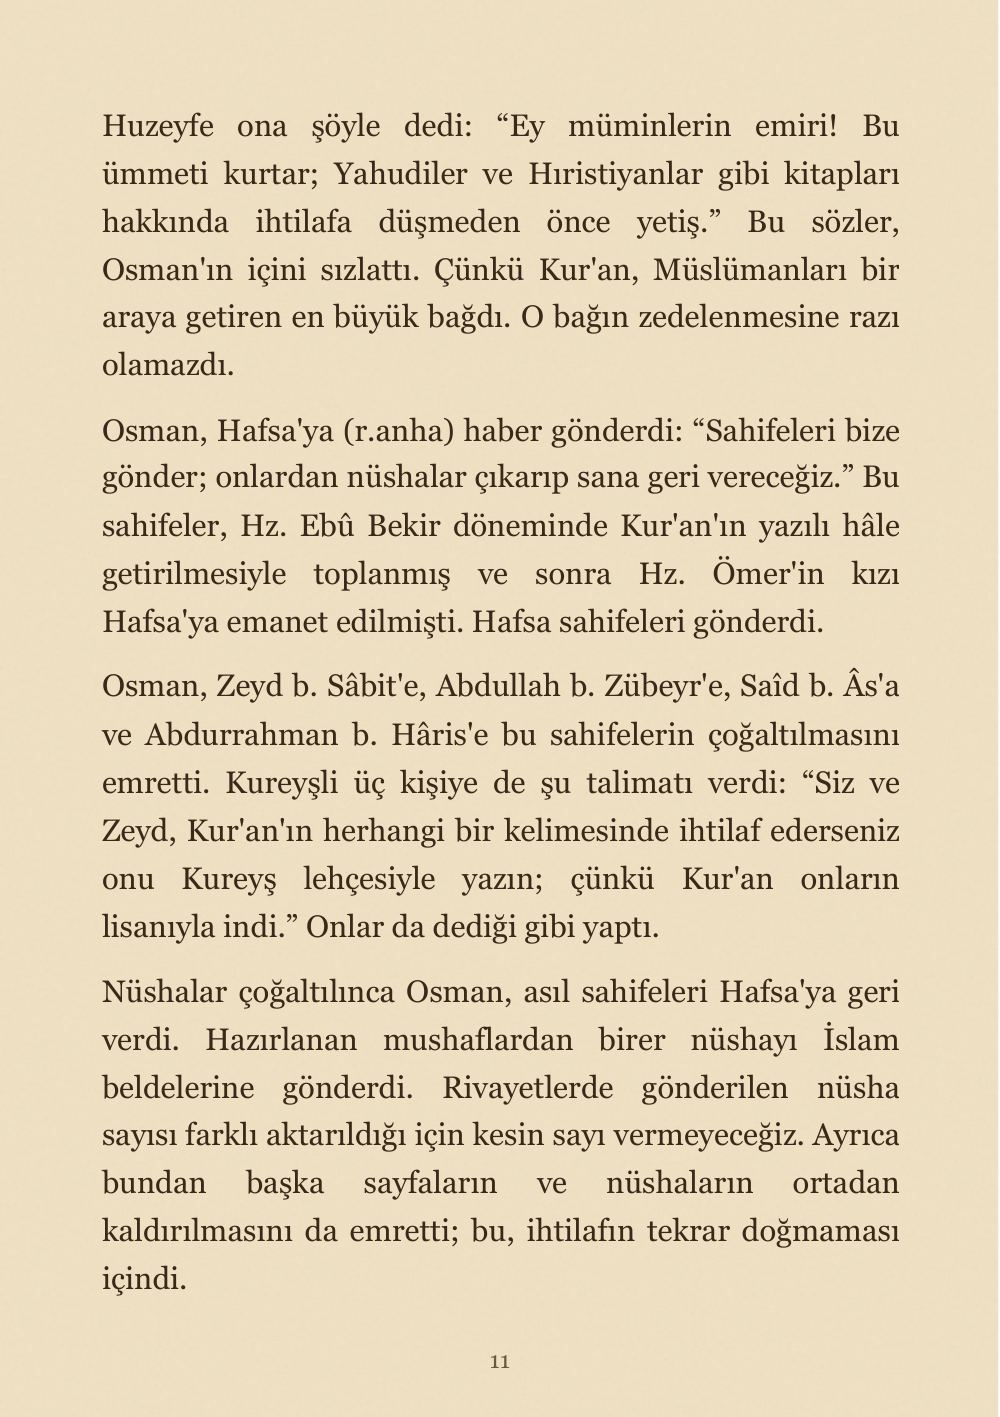 Huzeyfe ona şöyle dedi: “Ey müminlerin emiri! Bu
ümmeti kurtar; Yahudiler ve Hıristiyanlar gibi kitapları
hakkında ihtilafa düşmeden önce yetiş.” Bu sözler,
Osman'ın içini sızlattı. Çünkü Kur'an, Müslümanları bir
araya getiren en büyük bağdı. O bağın zedelenmesine razı
olamazdı.
Osman, Hafsa'ya (r.anha) haber gönderdi: “Sahifeleri bize
gönder; onlardan nüshalar çıkarıp sana geri vereceğiz.” Bu
sahifeler, Hz. Ebû Bekir döneminde Kur'an'ın yazılı hâle
getirilmesiyle toplanmış ve sonra Hz. Ömer'in kızı
Hafsa'ya emanet edilmişti. Hafsa sahifeleri gönderdi.
Osman, Zeyd b. Sâbit'e, Abdullah b. Zübeyr'e, Saîd b. Âs'a
ve Abdurrahman b. Hâris'e bu sahifelerin çoğaltılmasını
emretti. Kureyşli üç kişiye de şu talimatı verdi: “Siz ve
Zeyd, Kur'an'ın herhangi bir kelimesinde ihtilaf ederseniz
onu Kureyş lehçesiyle yazın; çünkü Kur'an onların
lisanıyla indi.” Onlar da dediği gibi yaptı.
Nüshalar çoğaltılınca Osman, asıl sahifeleri Hafsa'ya geri
verdi. Hazırlanan mushaflardan birer nüshayı İslam
beldelerine gönderdi. Rivayetlerde gönderilen nüsha
sayısı farklı aktarıldığı için kesin sayı vermeyeceğiz. Ayrıca
bundan başka sayfaların ve nüshaların ortadan
kaldırılmasını da emretti; bu, ihtilafın tekrar doğmaması
içindi.
11